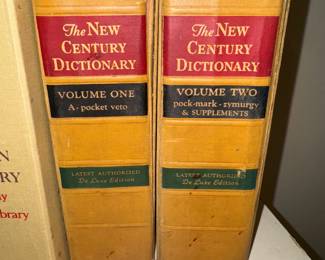 The NEW
CENTURY
DICTIONARY
VOLUME ONE
A - pocket veto
LATEST AUTHORIZED
De Luxe Edition
The NEW
CENTURY
DICTIONARY
VOLUME TWO
pock-mark - zymurgy
& SUPPLEMENTS
LATEST AUTHORIZED
De Luxe Edition